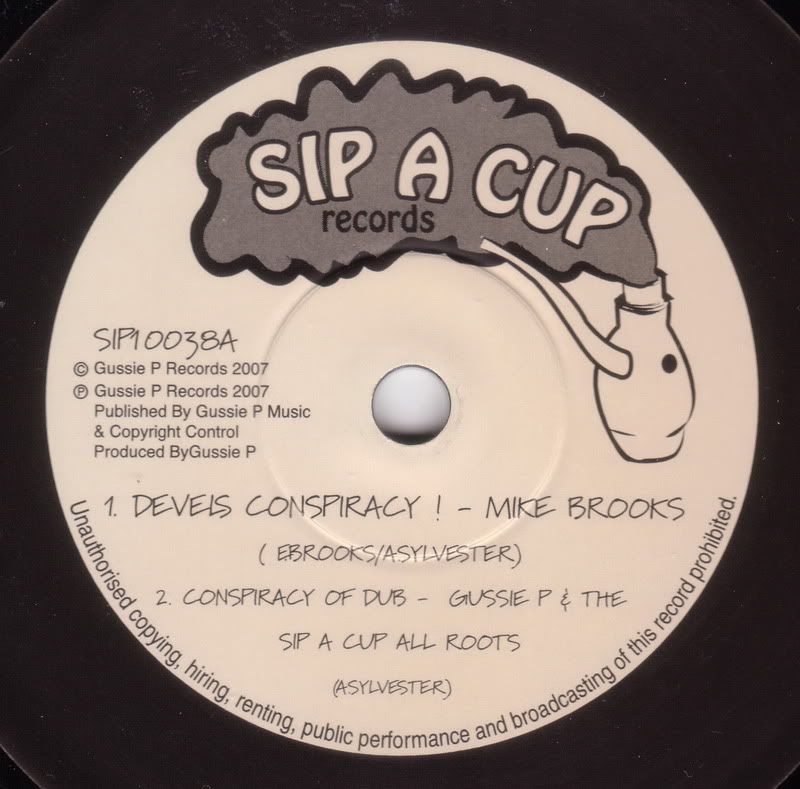 SIP A CUP
records
SIP10038A
© Gussie P Records 2007
℗ Gussie P Records 2007
Published By Gussie P Music
& Copyright Control
Produced ByGussie P
1. DEVELS CONSPIRACY ! - MIKE BROOKS
( EBROOKS/ASYLVESTER)
2. CONSPIRACY OF DUB - GUSSIE P & THE
SIP A CUP ALL ROOTS
(ASYLVESTER)
Unauthorised copying, hiring, renting, public performance and broadcasting of this record prohibited.